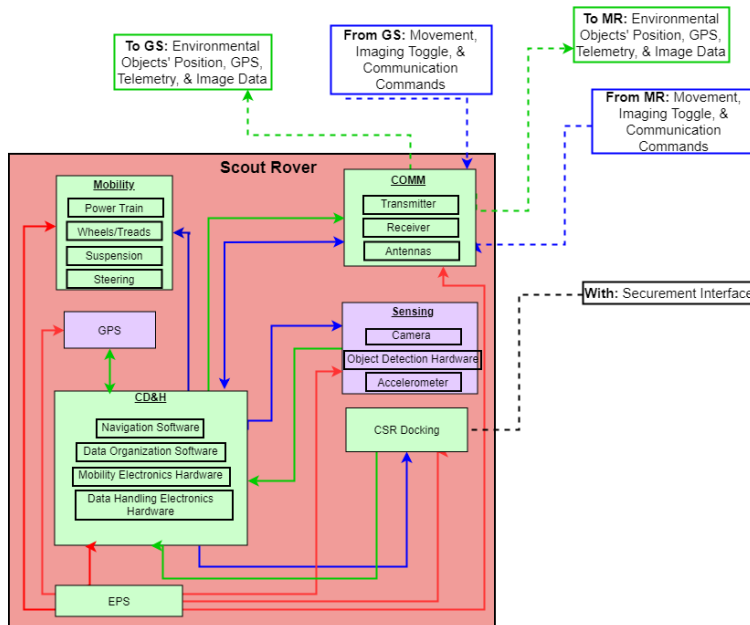 To GS: Environmental
Objects' Position, GPS,
Telemetry, & Image Data
From GS: Movement,
Imaging Toggle, &
Communication
Commands
To MR: Environmental
Objects' Position, GPS,
Telemetry, & Image Data
From MR: Movement,
Imaging Toggle, &
Communication
Commands
Scout Rover
Mobility
Power Train
Wheels/Treads
Suspension
Steering
COMM
Transmitter
Receiver
Antennas
With: Securement Interface
GPS
Sensing
Camera
Object Detection Hardware
Accelerometer
CD&H
Navigation Software
Data Organization Software
Mobility Electronics Hardware
Data Handling Electronics
Hardware
CSR Docking
EPS